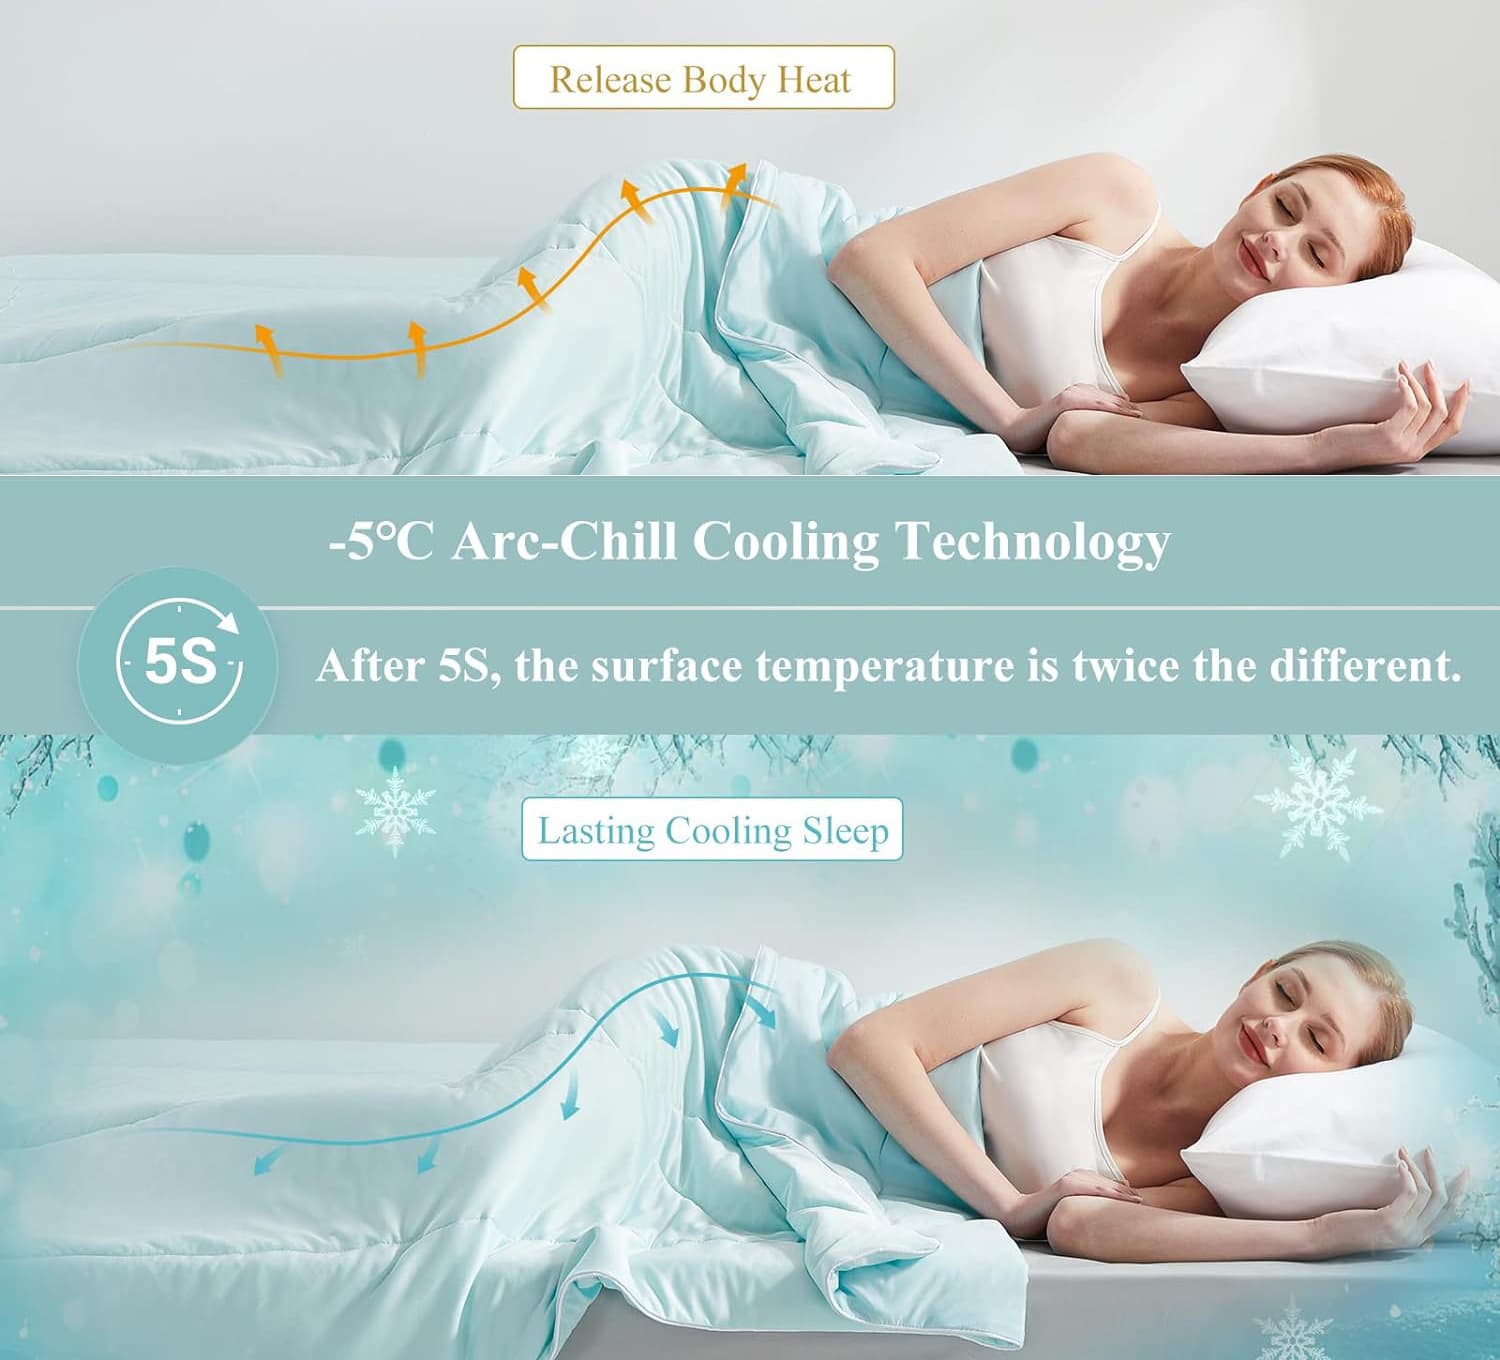 Release Body Heat
-5℃ Arc-Chill Cooling Technology
5S
After 5S, the surface temperature is twice the different.
Lasting Cooling Sleep